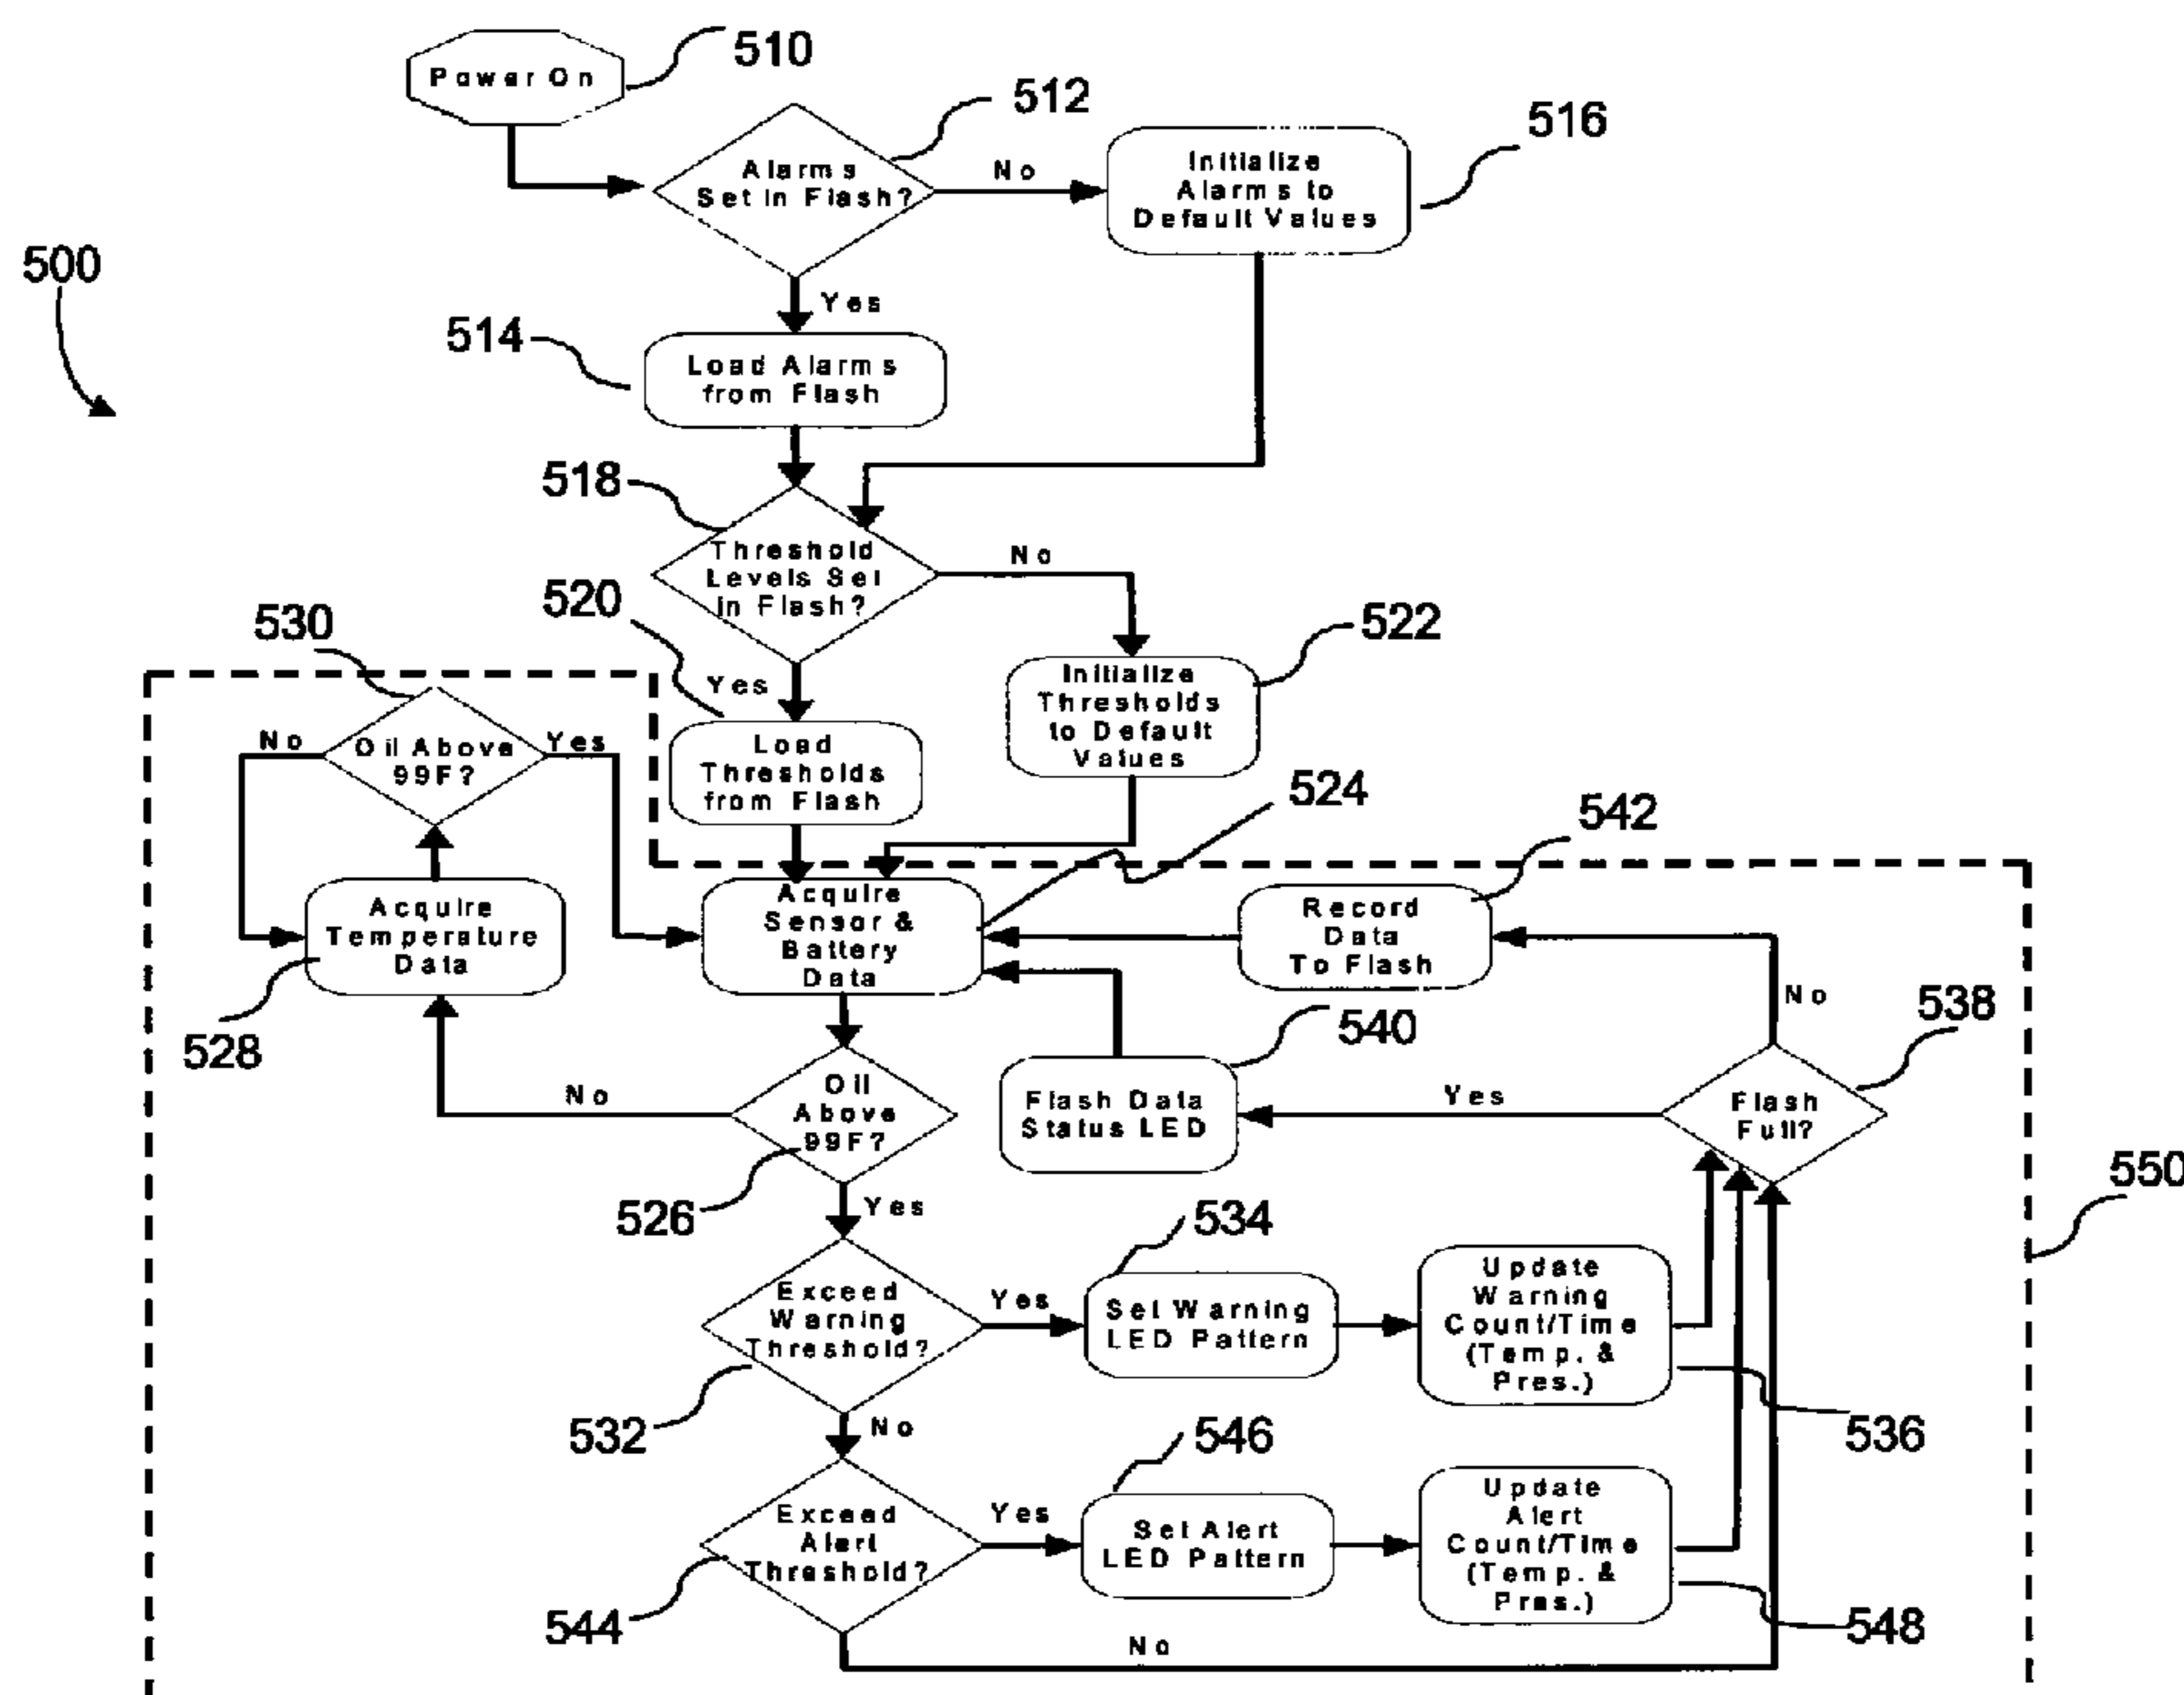 510
Power On
512
516
Alarms
Set in Flash?
No
Initialize
Alarms to
Default Values
500
Yes
514
Load Alarms
from Flash
518
Threshold
Levels Set
in Flash?
No
520
530
522
Yes
Initialize
Thresholds
to Default
Values
No
Oil Above
99F?
Yes
Load
Thresholds
from Flash
524
542
Acquire
Temperature
Data
Acquire
Sensor &
Battery
Data
Record
Data
To Flash
No
538
528
540
Oil
Above
99F?
No
Flash Data
Status LED
Yes
Flash
Full?
550
526
Yes
534
Exceed
Warning
Threshold?
Yes
Set Warning
LED Pattern
Update
Warning
Count/Time
(Temp. &
Pres.)
532
No
546
536
Exceed
Alert
Threshold?
Yes
Set Alert
LED Pattern
Update
Alert
Count/Time
(Temp. &
Pres.)
544
548
No